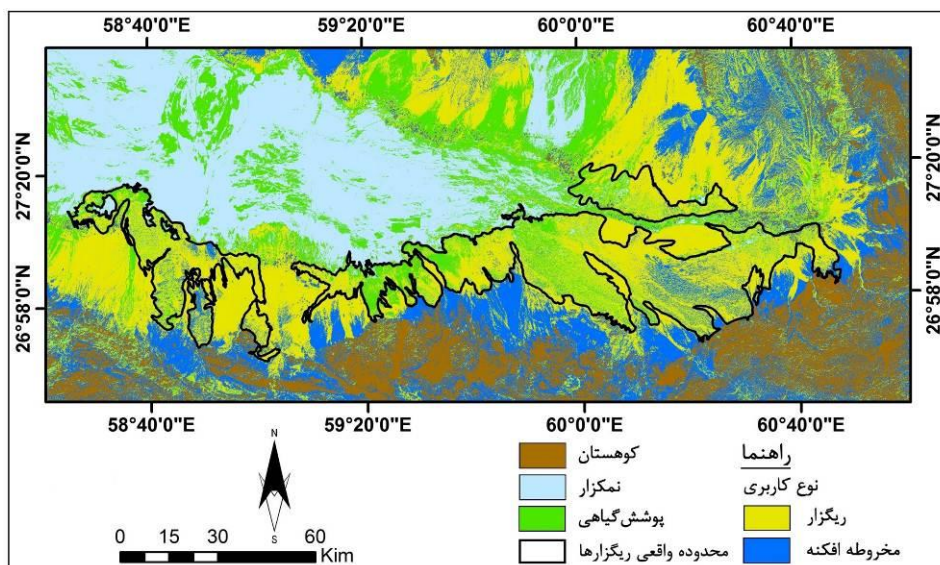 58°40'0"E 59°20'0"E 60°0'0"E 60°40'0"E
27°20'0"N 27°20'0"N
26°58'0"N 26°58'0"N
58°40'0"E 59°20'0"E 60°0'0"E 60°40'0"E
N
S
0 15 30 30 60
Kim
راهنما
نوع کاربری
ریگزار
مخروطه افکنه
کوهستان
نمکزار
پوشش‌گیاهی
محدوده واقعی ریگزارها